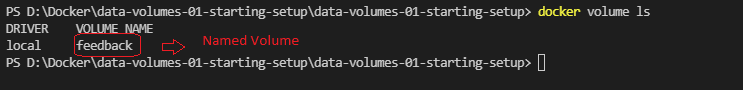 PS D:\Docker\data-volumes-01-starting-setup\data-volumes-01-starting-setup> docker volume ls
DRIVER    VOLUME NAME
local     feedback    Named Volume
PS D:\Docker\data-volumes-01-starting-setup\data-volumes-01-starting-setup>